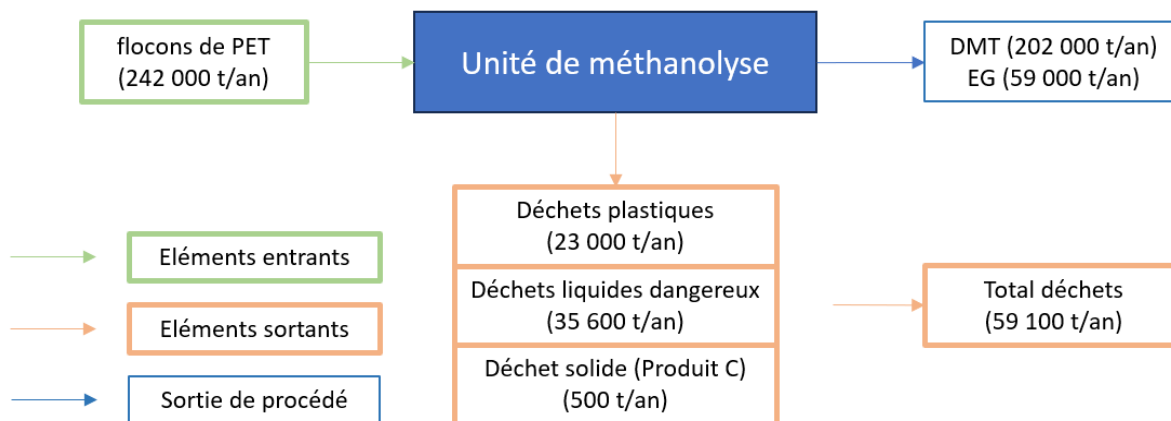 flocons de PET
(242 000 t/an)
Unité de méthanolyse
DMT (202 000 t/an)
EG (59 000 t/an)
Déchets plastiques
(23 000 t/an)
Eléments entrants
Déchets liquides dangereux
(35 600 t/an)
Total déchets
(59 100 t/an)
Eléments sortants
Déchet solide (Produit C)
(500 t/an)
Sortie de procédé